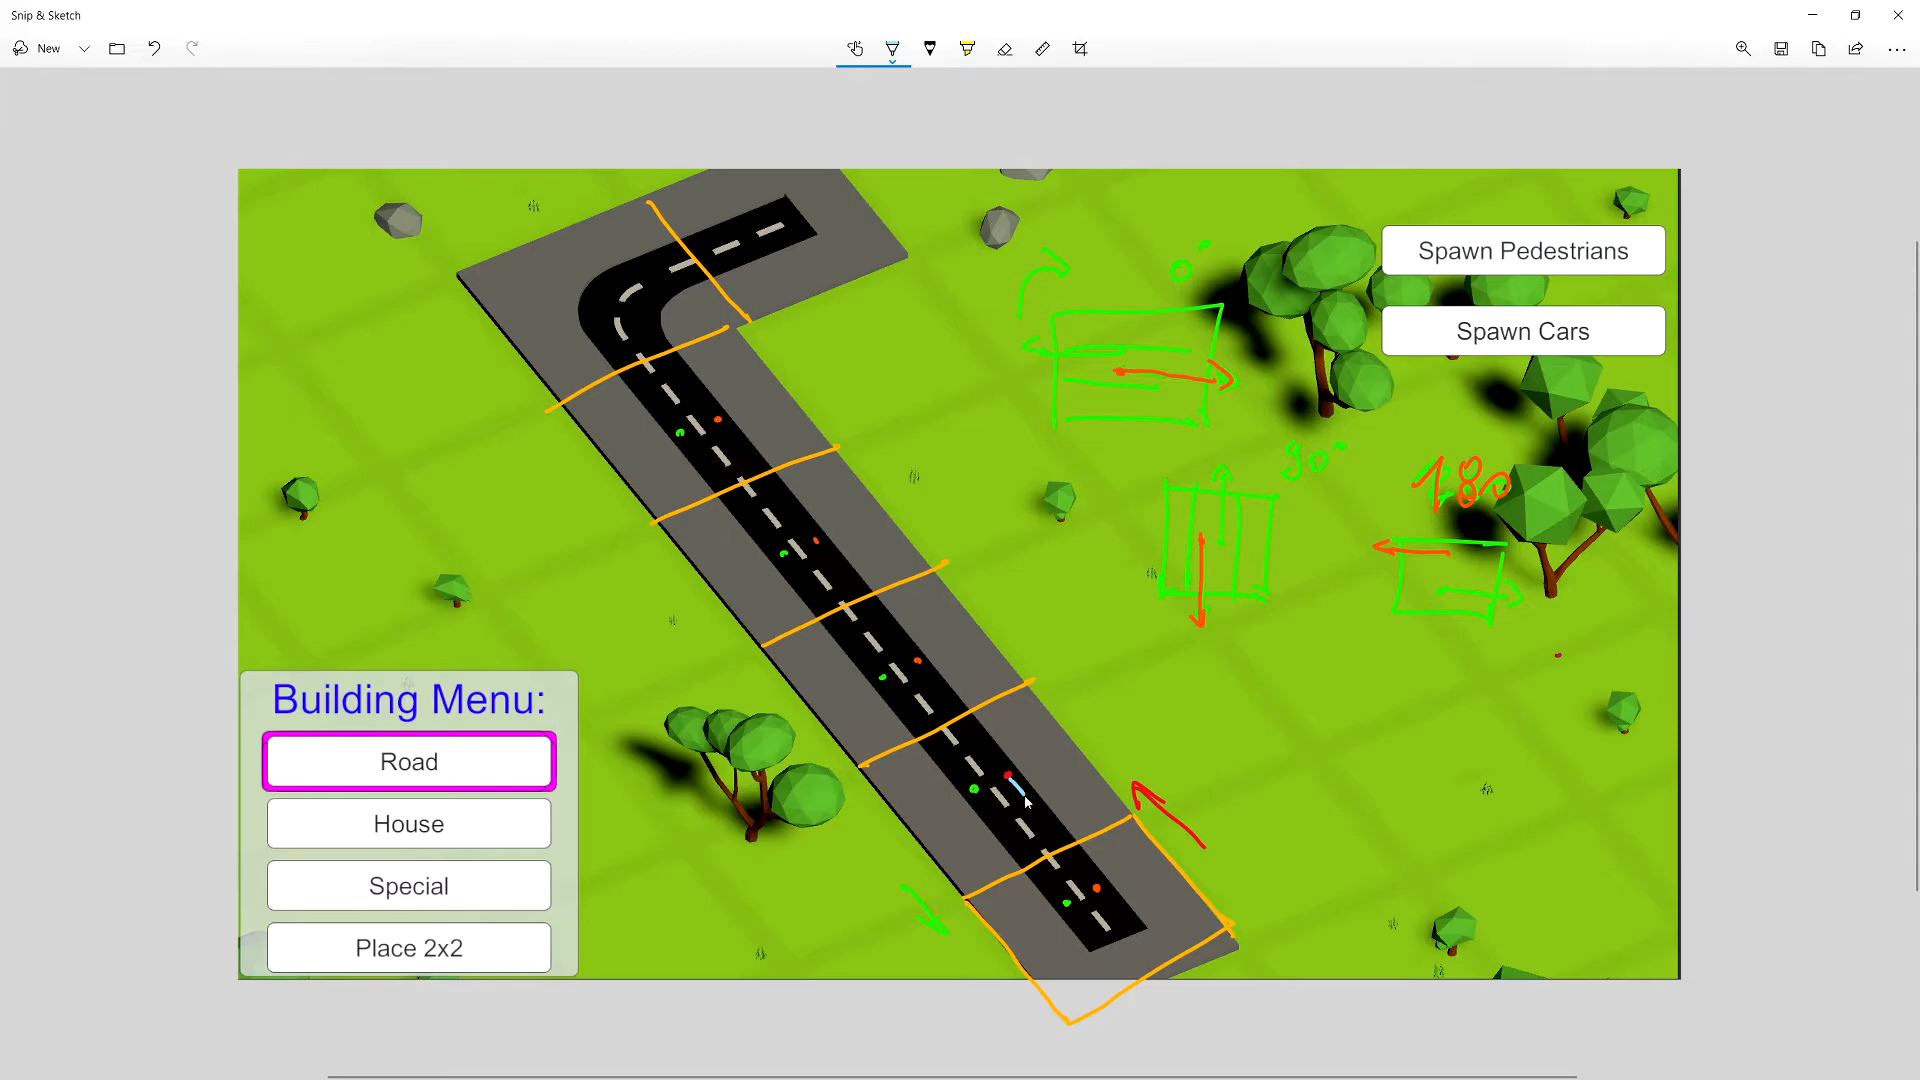 Snip & Sketch
New
0°
Spawn Pedestrians
Spawn Cars
90°
180
Building Menu:
Road
House
Special
Place 2x2